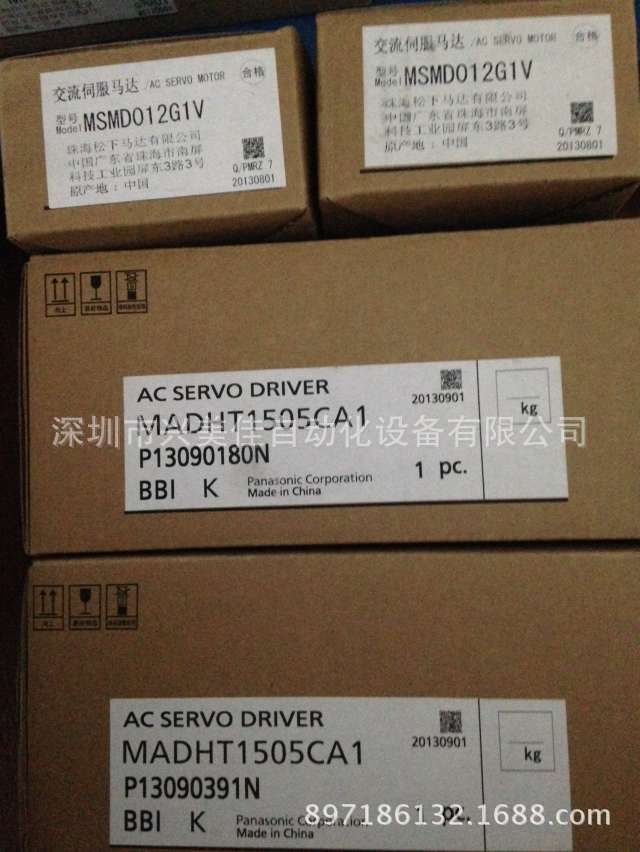 交流伺服马达 /AC SERVO MOTOR 合格
型号 Model MSMD012G1V
珠海松下马达有限公司
中国广东省珠海市南屏
科技工业园屏东3路3号
原产地：中国
Q/PMRZ 7
20130801
交流伺服马达 /AC SERVO MOTOR 合格
型号 Model MSMD012G1V
珠海松下马达有限公司
中国广东省珠海市南屏
科技工业园屏东3路3号
原产地：中国
Q/PMRZ 7
20130801
向上
AC SERVO DRIVER
20130901
MADHT1505CA1
kg
深圳市兴美佳自动化设备有限公司
P13090180N
1 pc.
BBI K
Panasonic Corporation
Made in China
向上
AC SERVO DRIVER
20130901
MADHT1505CA1
kg
P13090391N
1 pc.
BBI K
Panasonic Corporation
Made in China
897186132.1688.com